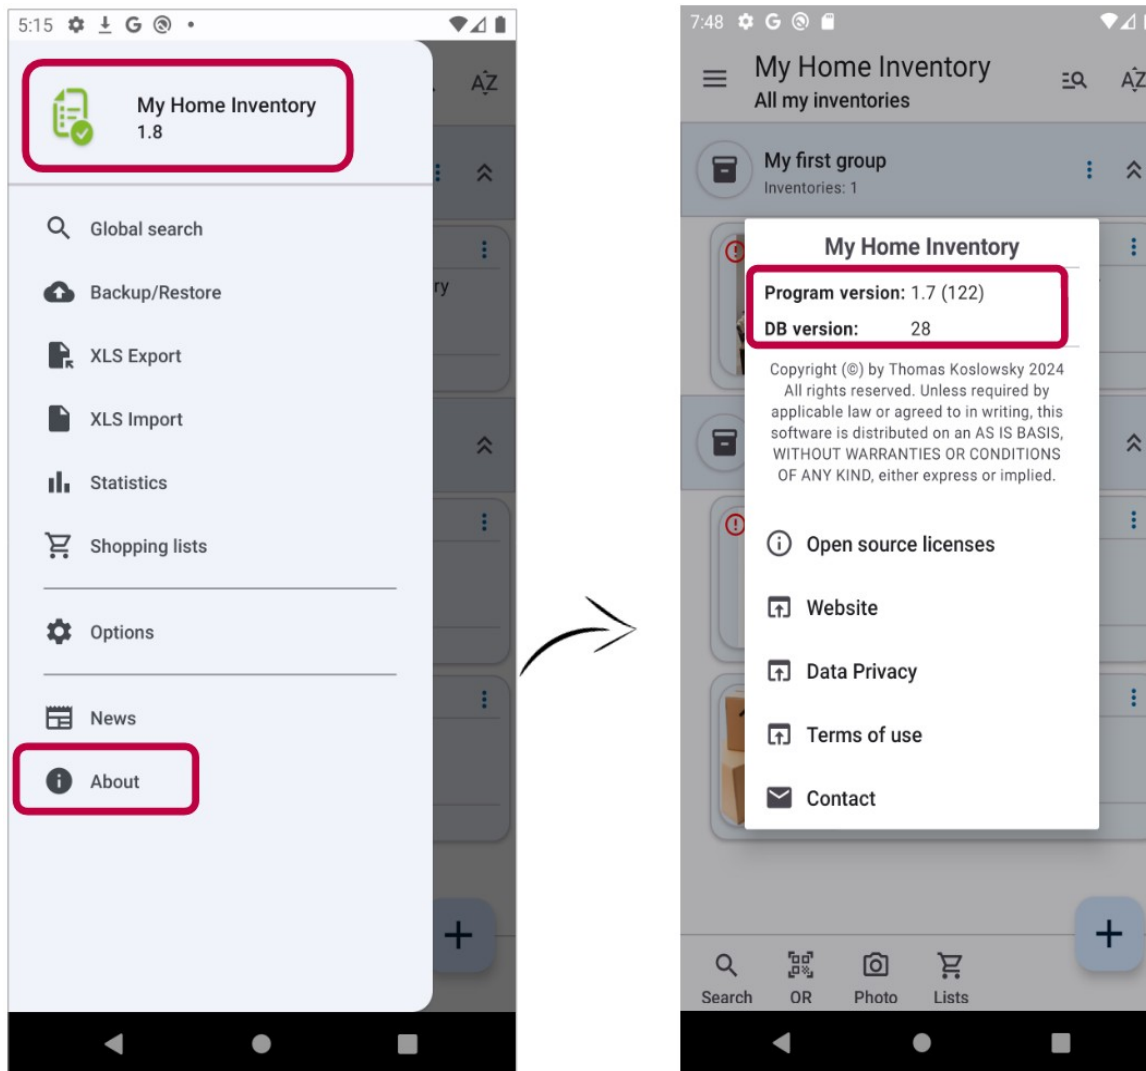 5:15
My Home Inventory
1.8
Global search
Backup/Restore
XLS Export
XLS Import
Statistics
Shopping lists
Options
News
About
AZ
ry
7:48
My Home Inventory
All my inventories
AZ
My first group
Inventories: 1
My Home Inventory
Program version: 1.7 (122)
DB version: 28
Copyright (©) by Thomas Koslowsky 2024
All rights reserved. Unless required by
applicable law or agreed to in writing, this
software is distributed on an AS IS BASIS,
WITHOUT WARRANTIES OR CONDITIONS
OF ANY KIND, either express or implied.
Open source licenses
Website
Data Privacy
Terms of use
Contact
Search OR Photo Lists